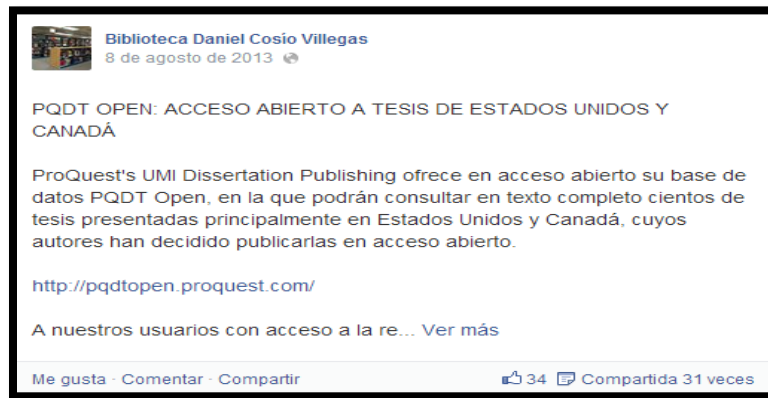 Biblioteca Daniel Cosío Villegas
8 de agosto de 2013
PQDT OPEN: ACCESO ABIERTO A TESIS DE ESTADOS UNIDOS Y
CANADÁ
ProQuest's UMI Dissertation Publishing ofrece en acceso abierto su base de
datos PQDT Open, en la que podrán consultar en texto completo cientos de
tesis presentadas principalmente en Estados Unidos y Canadá, cuyos
autores han decidido publicarlas en acceso abierto.
http://pqdtopen.proquest.com/
A nuestros usuarios con acceso a la re... Ver más
Me gusta · Comentar · Compartir 34 Compartida 31 veces